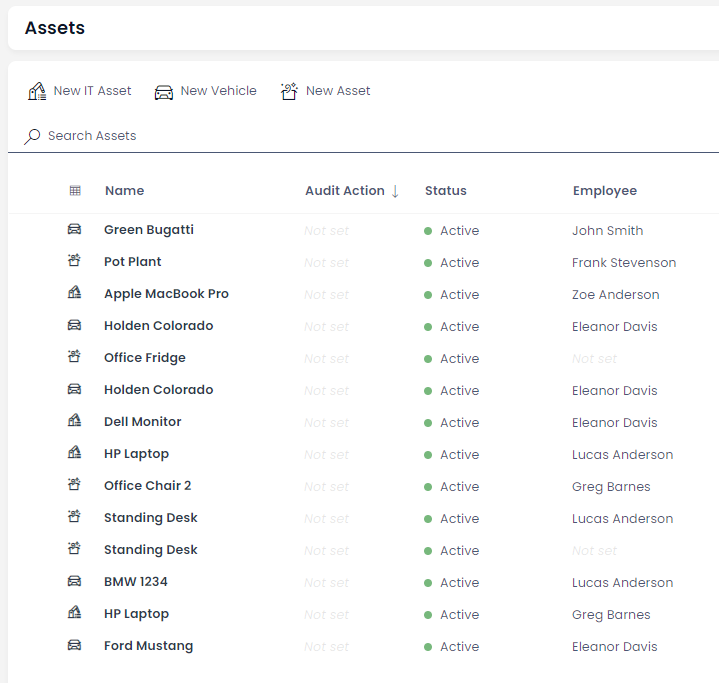 Assets
New IT Asset New Vehicle New Asset
Search Assets
Name Audit Action ↓ Status Employee
Green Bugatti Not set Active John Smith
Pot Plant Not set Active Frank Stevenson
Apple MacBook Pro Not set Active Zoe Anderson
Holden Colorado Not set Active Eleanor Davis
Office Fridge Not set Active Not set
Holden Colorado Not set Active Eleanor Davis
Dell Monitor Not set Active Eleanor Davis
HP Laptop Not set Active Lucas Anderson
Office Chair 2 Not set Active Greg Barnes
Standing Desk Not set Active Lucas Anderson
Standing Desk Not set Active Not set
BMW 1234 Not set Active Lucas Anderson
HP Laptop Not set Active Greg Barnes
Ford Mustang Not set Active Eleanor Davis